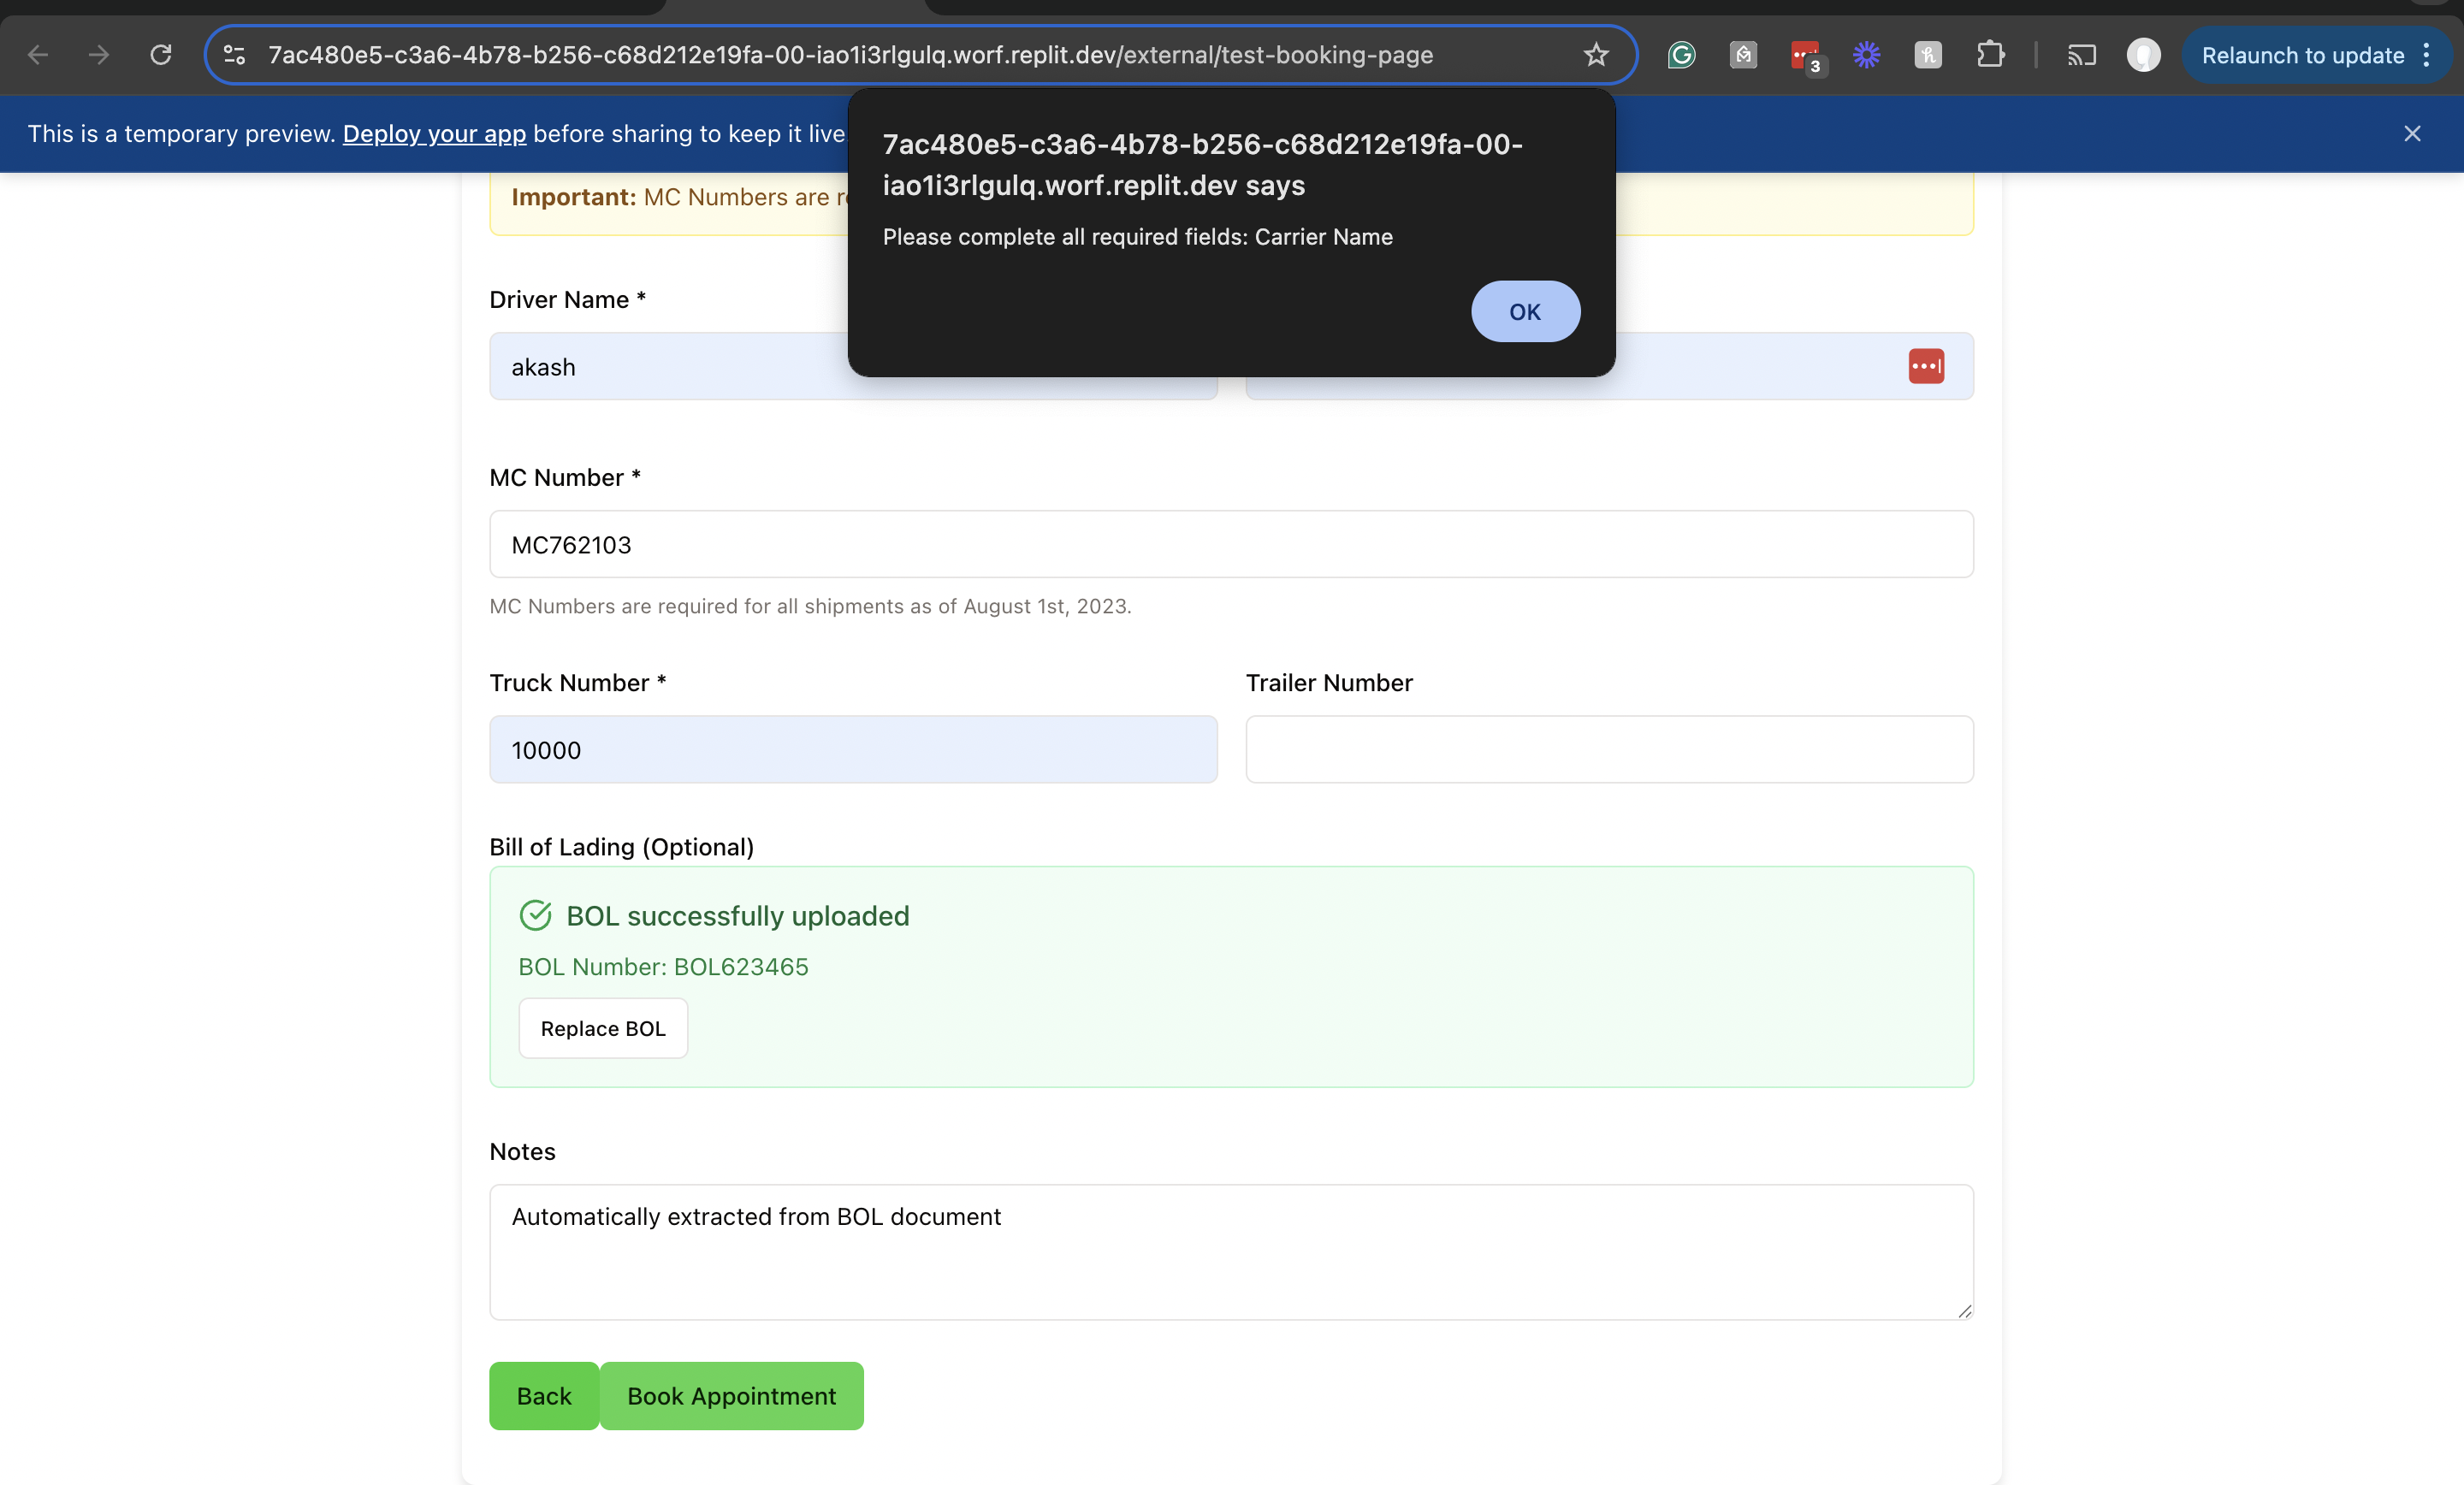 7ac480e5-c3a6-4b78-b256-c68d212e19fa-00-iao1i3rlgulq.worf.replit.dev/external/test-booking-page
3
Relaunch to update
This is a temporary preview. Deploy your app before sharing to keep it live
7ac480e5-c3a6-4b78-b256-c68d212e19fa-00-
iao1i3rlgulq.worf.replit.dev says
Please complete all required fields: Carrier Name
OK
Important: MC Numbers are
Driver Name *
akash
MC Number *
MC762103
MC Numbers are required for all shipments as of August 1st, 2023.
Truck Number *
Trailer Number
10000
Bill of Lading (Optional)
BOL successfully uploaded
BOL Number: BOL623465
Replace BOL
Notes
Automatically extracted from BOL document
Back
Book Appointment